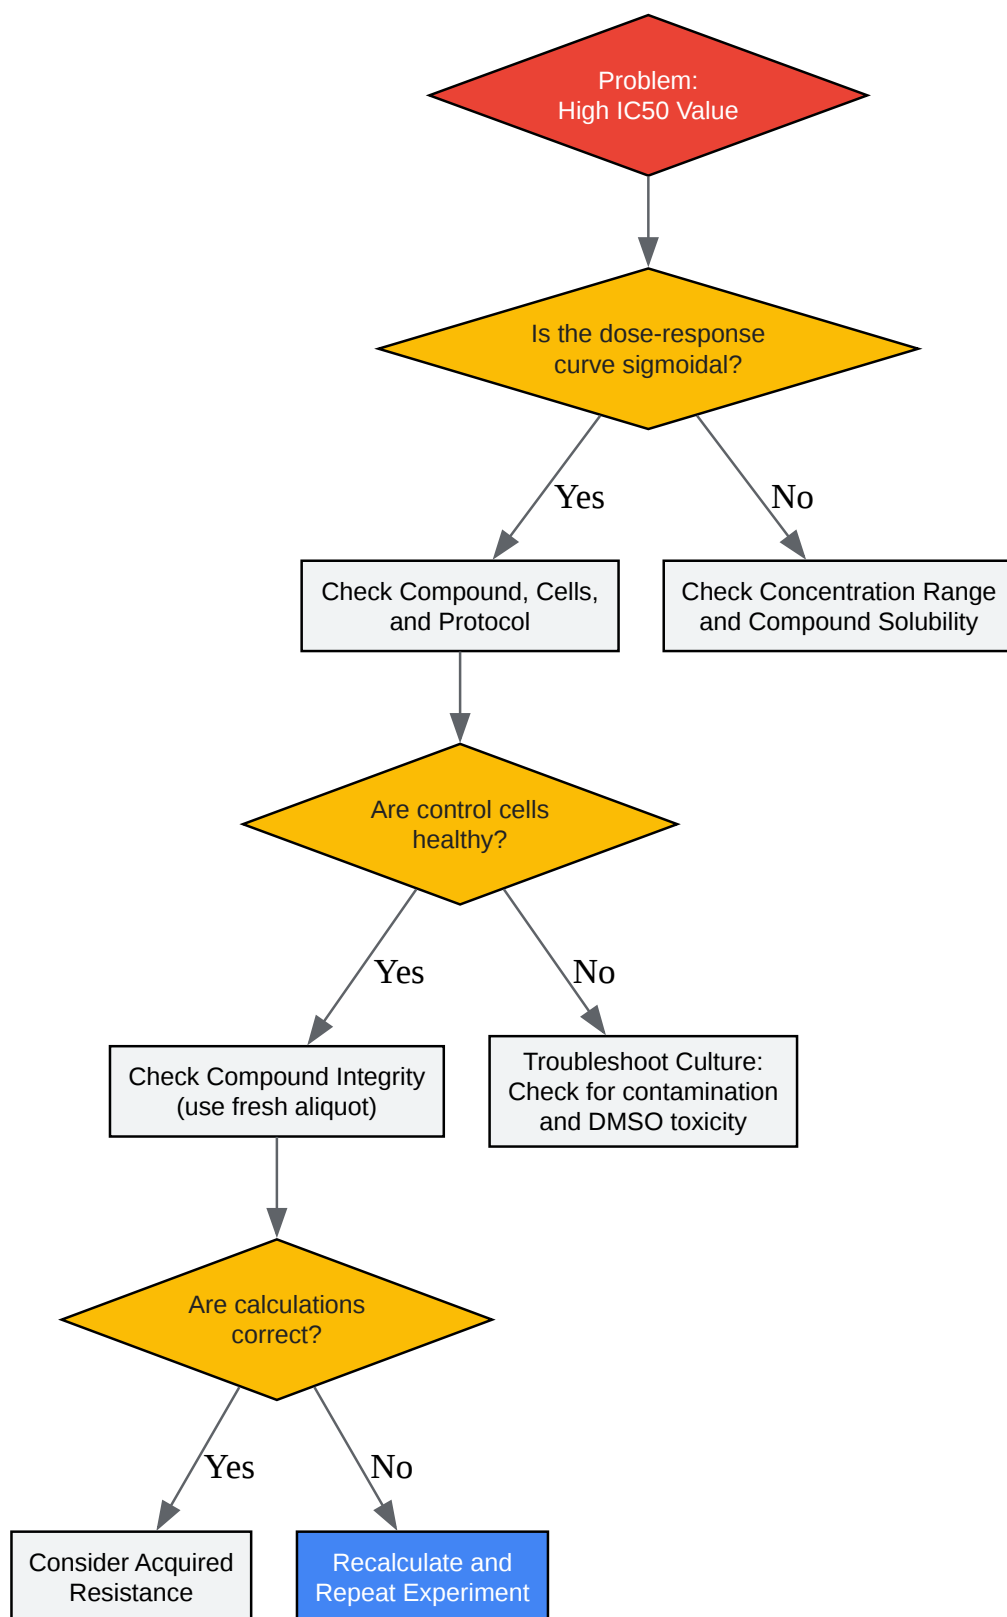 Problem:
High IC50 Value
Is the dose-response
curve sigmoidal?
Yes
No
Check Compound, Cells,
and Protocol
Check Concentration Range
and Compound Solubility
Are control cells
healthy?
Yes
No
Check Compound Integrity
(use fresh aliquot)
Troubleshoot Culture:
Check for contamination
and DMSO toxicity
Are calculations
correct?
Yes
No
Consider Acquired
Resistance
Recalculate and
Repeat Experiment